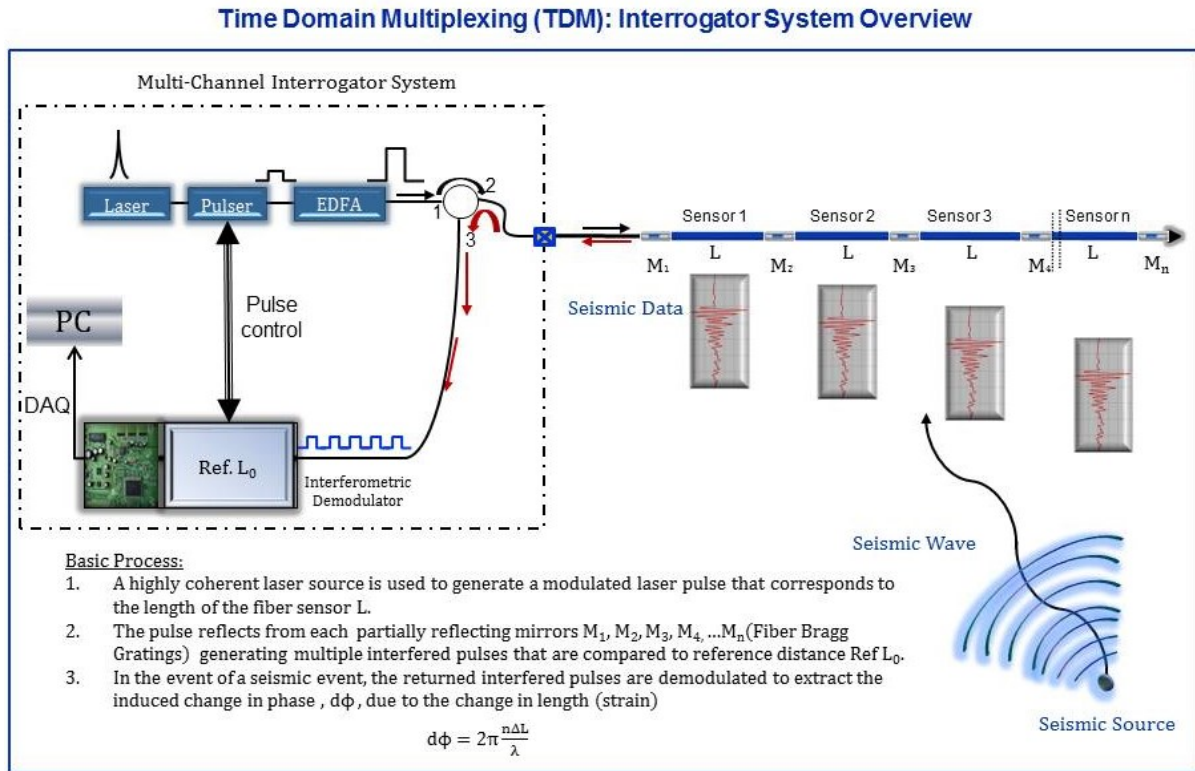 Time Domain Multiplexing (TDM): Interrogator System Overview
Multi-Channel Interrogator System
Laser
Pulser
EDFA
1
2
3
Sensor 1
Sensor 2
Sensor 3
Sensor n
L
L
L
L
M₁
M₂
M₃
M₄
Mₙ
Seismic Data
PC
Pulse
control
DAQ
Ref. L₀
Interferometric
Demodulator
Seismic Wave
Seismic Source
Basic Process:
1. A highly coherent laser source is used to generate a modulated laser pulse that corresponds to
the length of the fiber sensor L.
2. The pulse reflects from each partially reflecting mirrors M₁, M₂, M₃, M₄, ...Mₙ(Fiber Bragg
Gratings) generating multiple interfered pulses that are compared to reference distance Ref L₀.
3. In the event of a seismic event, the returned interfered pulses are demodulated to extract the
induced change in phase , dϕ, due to the change in length (strain)
dϕ = 2π nΔL/λ